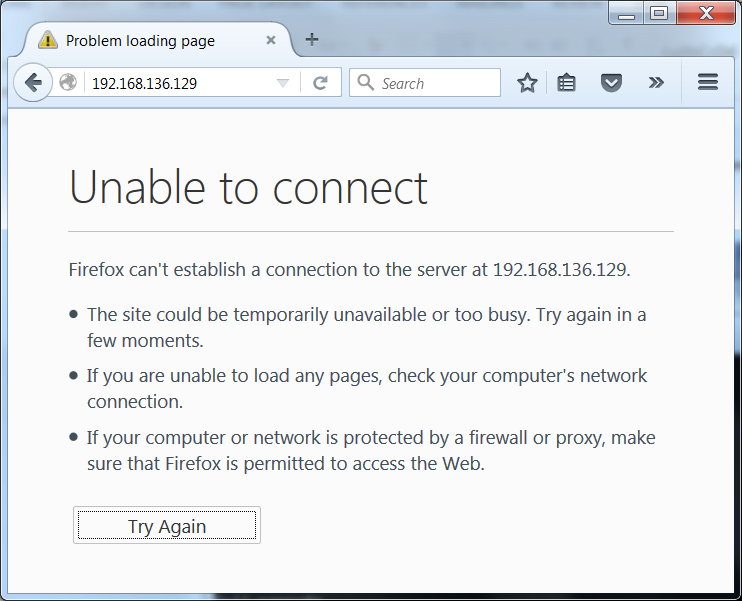 Problem loading page
192.168.136.129
Search
Unable to connect
Firefox can't establish a connection to the server at 192.168.136.129.
The site could be temporarily unavailable or too busy. Try again in a
few moments.
If you are unable to load any pages, check your computer's network
connection.
If your computer or network is protected by a firewall or proxy, make
sure that Firefox is permitted to access the Web.
Try Again